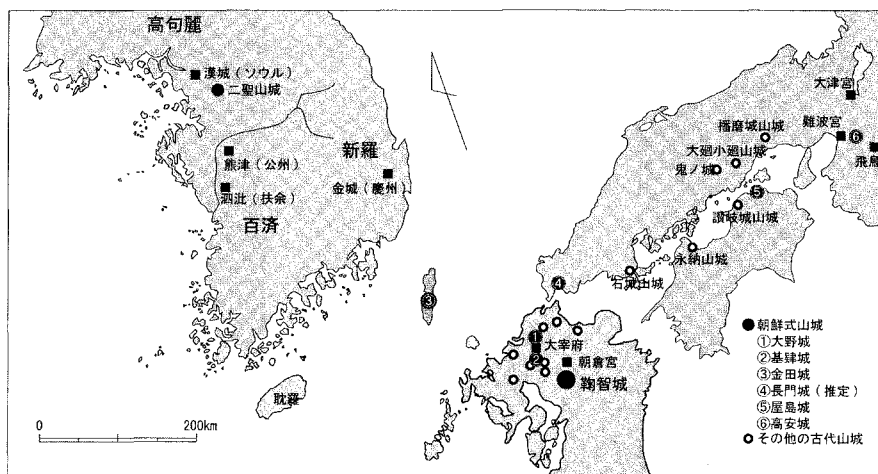 高句麗
漢城（ソウル）
二聖山城
熊津（公州）
新羅
泗沘（扶余）
金城（慶州）
百済
耽羅
0
200km
大津宮
播磨城山城
難波宮
⑥
大廻小廻山城
飛鳥
鬼ノ城
⑤
讃岐城山城
永納山城
④
石城山城
③
①
大宰府
②
朝倉宮
鞠智城
●朝鮮式山城
①大野城
②基肄城
③金田城
④長門城（推定）
⑤屋島城
⑥高安城
その他の古代山城